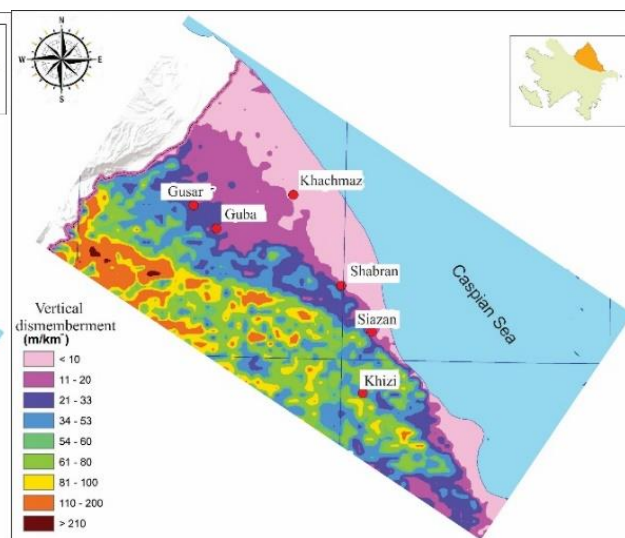 N
W
E
S
Khachmaz
Gusar
Guba
Shabran
Siazan
Khizi
Caspian Sea
Vertical
dismemberment
(m/km²)
< 10
11 - 20
21 - 33
34 - 53
54 - 60
61 - 80
81 - 100
110 - 200
> 210